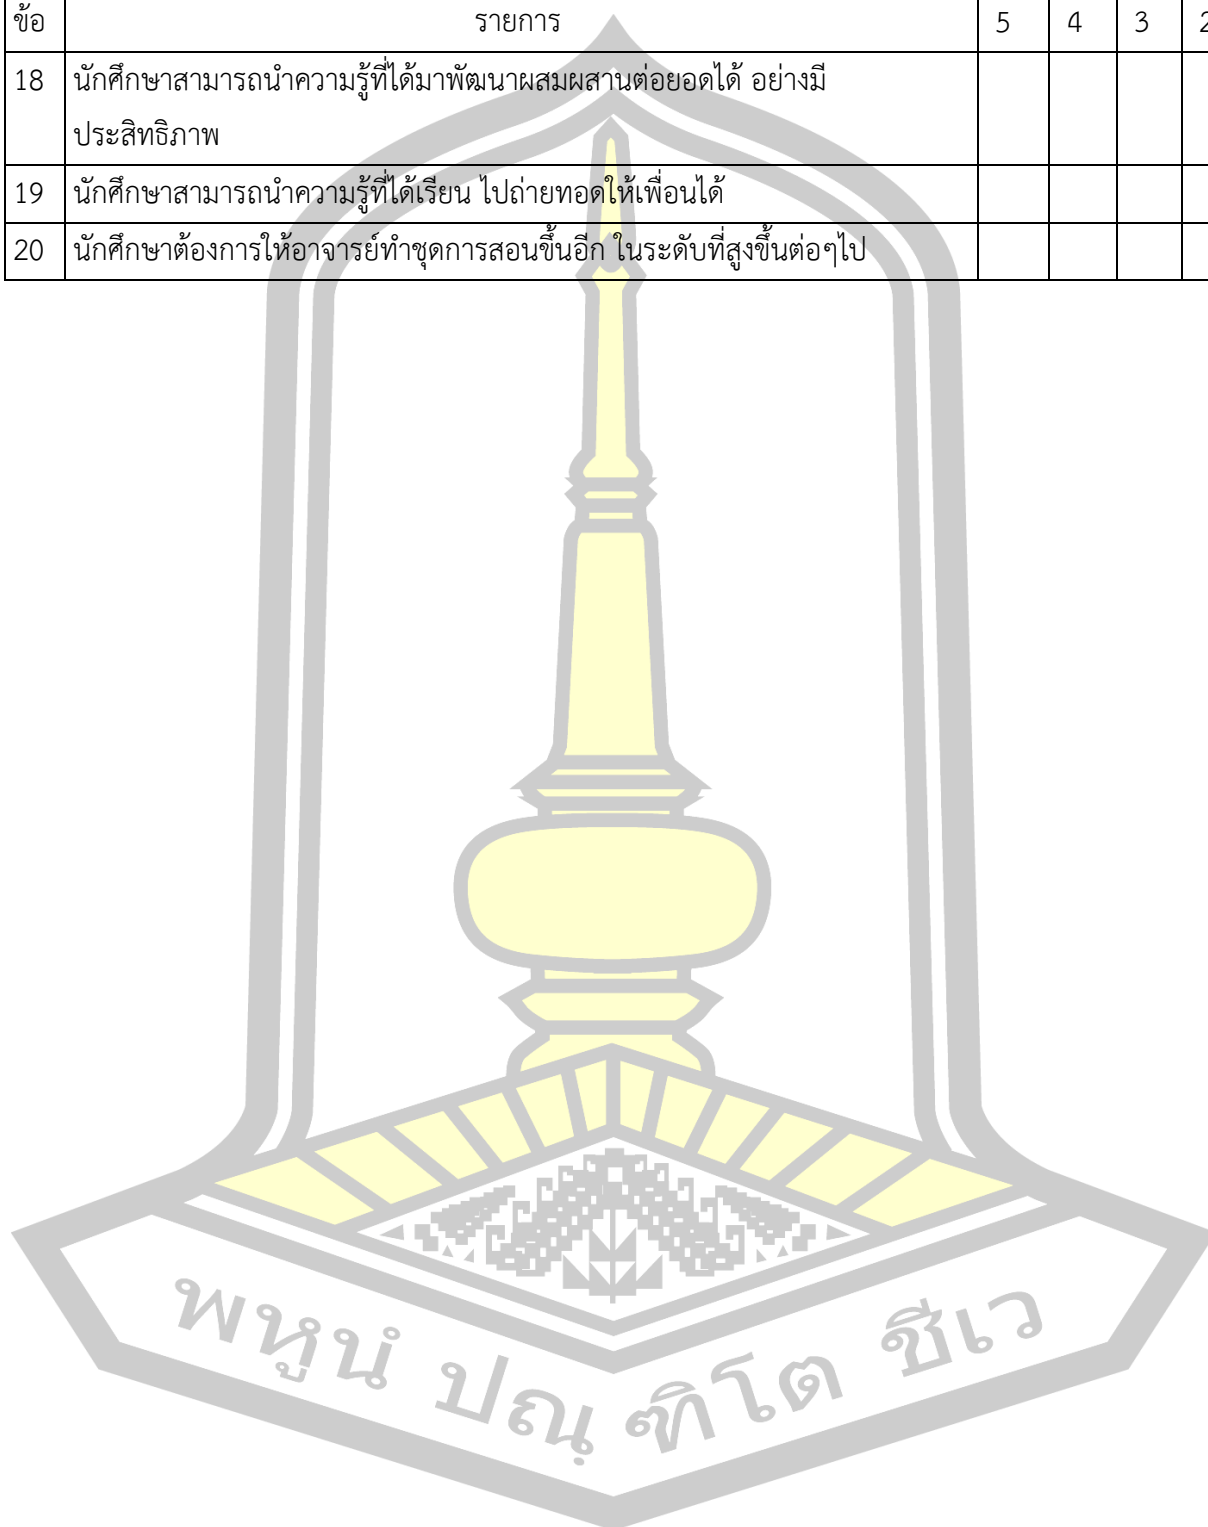 ข้อ รายการ 5 4 3 2
18 นักศึกษาสามารถนำความรู้ที่ได้มาพัฒนาผสมผสานต่อยอดได้ อย่างมี
ประสิทธิภาพ
19 นักศึกษาสามารถนำความรู้ที่ได้เรียน ไปถ่ายทอดให้เพื่อนได้
20 นักศึกษาต้องการให้อาจารย์ทำชุดการสอนขึ้นอีก ในระดับที่สูงขึ้นต่อๆไป
พหูนํ ปณฺฑิโต ชีเว